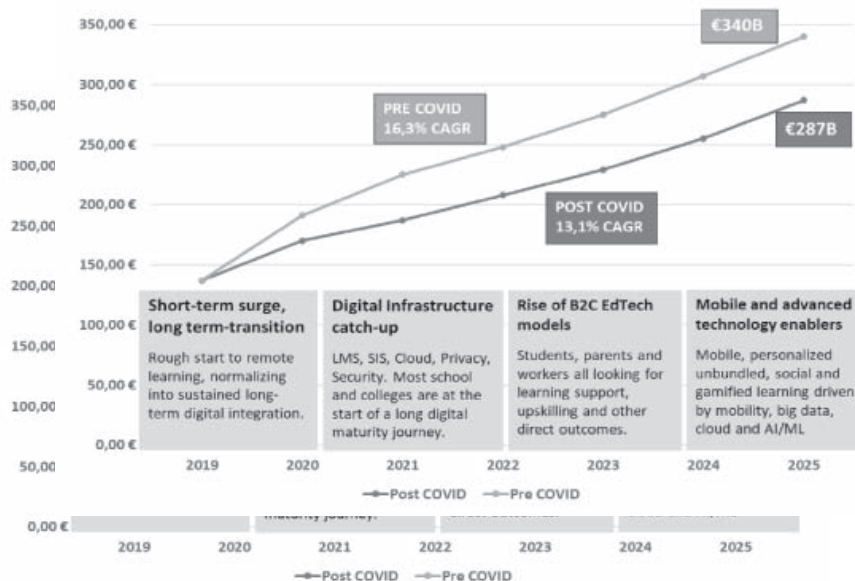 350,00 €
300,00 €
250,00 €
200,00 €
150,00 €
100,00 €
50,00 €
0,00 €
€340B
PRE COVID
16,3% CAGR
€287B
POST COVID
13,1% CAGR
Short-term surge,
long term-transition
Rough start to remote
learning, normalizing
into sustained long-
term digital integration.
Digital Infrastructure
catch-up
LMS, SIS, Cloud, Privacy,
Security. Most school
and colleges are at the
start of a long digital
maturity journey.
Rise of B2C EdTech
models
Students, parents and
workers all looking for
learning support,
upskilling and other
direct outcomes.
Mobile and advanced
technology enablers
Mobile, personalized
unbundled, social and
gamified learning driven
by mobility, big data,
cloud and AI/ML
2019 2020 2021 2022 2023 2024 2025
Post COVID Pre COVID
350,00
300,00
250,00
200,00
150,00
100,00
50,00
0,00 €
maturity journey.
2019 2020 2021 2022 2023 2024 2025
Post COVID Pre COVID